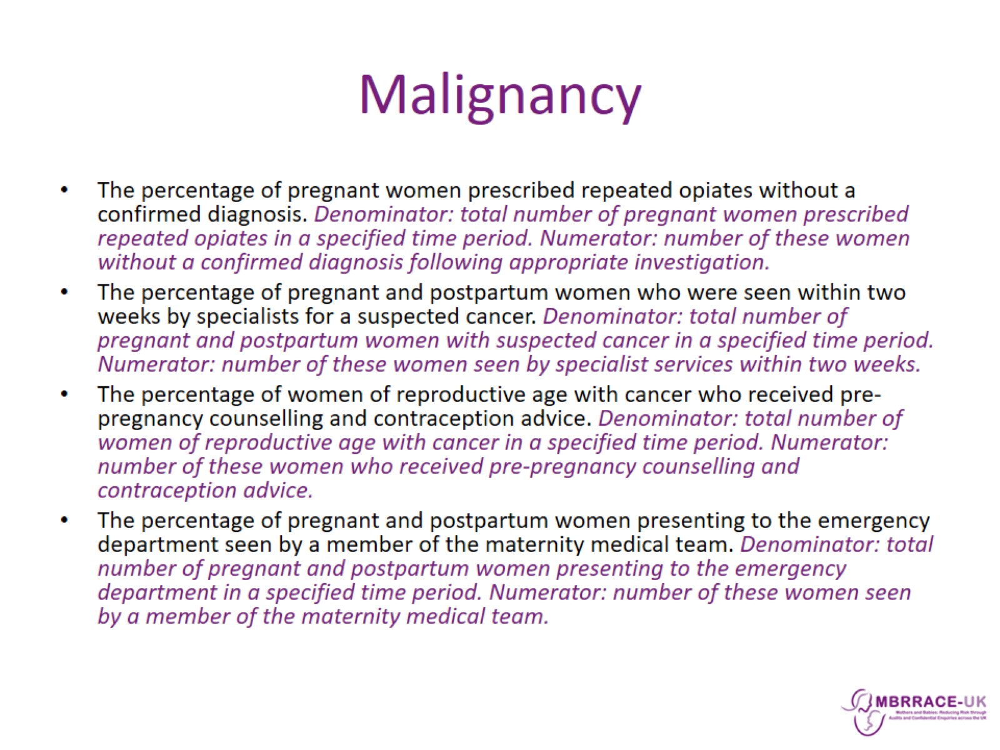 Malignancy
• The percentage of pregnant women prescribed repeated opiates without a
confirmed diagnosis. Denominator: total number of pregnant women prescribed
repeated opiates in a specified time period. Numerator: number of these women
without a confirmed diagnosis following appropriate investigation.
• The percentage of pregnant and postpartum women who were seen within two
weeks by specialists for a suspected cancer. Denominator: total number of
pregnant and postpartum women with suspected cancer in a specified time period.
Numerator: number of these women seen by specialist services within two weeks.
• The percentage of women of reproductive age with cancer who received pre-
pregnancy counselling and contraception advice. Denominator: total number of
women of reproductive age with cancer in a specified time period. Numerator:
number of these women who received pre-pregnancy counselling and
contraception advice.
• The percentage of pregnant and postpartum women presenting to the emergency
department seen by a member of the maternity medical team. Denominator: total
number of pregnant and postpartum women presenting to the emergency
department in a specified time period. Numerator: number of these women seen
by a member of the maternity medical team.
MBRRACE-UK
Mothers and Babies: Reducing Risk through
Audits and Confidential Enquiries across the UK